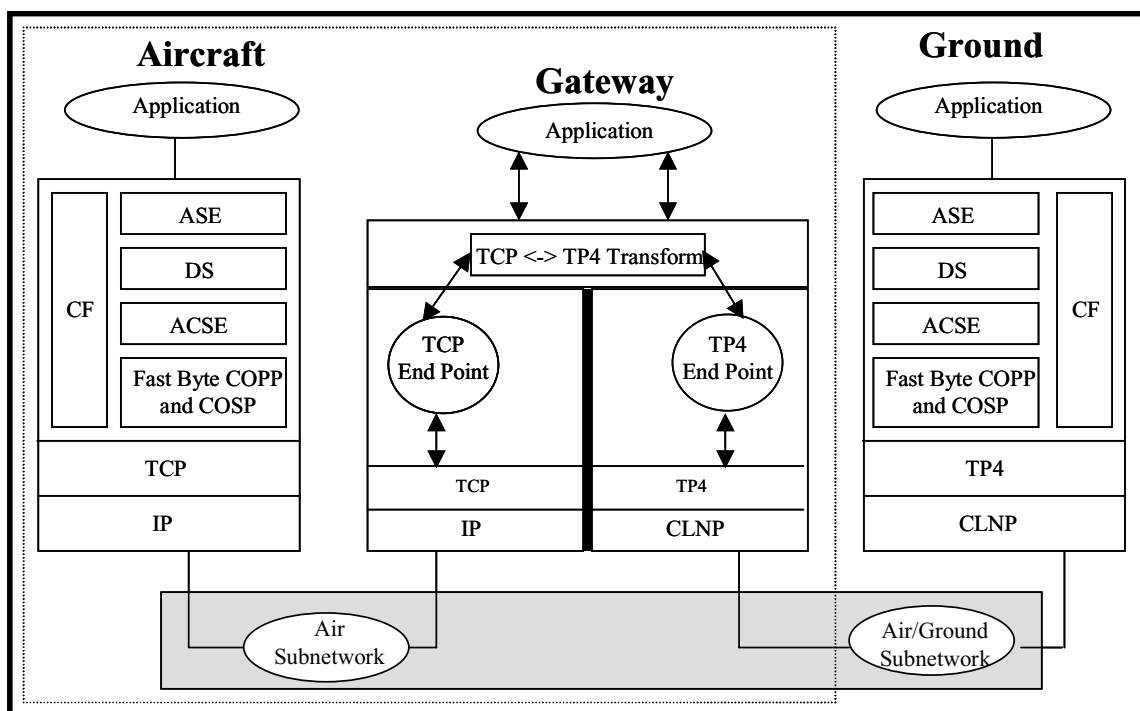 Aircraft
Application
CF
ASE
DS
ACSE
Fast Byte COPP
and COSP
TCP
IP
Gateway
Application
TCP <-> TP4 Transform
TCP
End Point
TP4
End Point
TCP
TP4
IP
CLNP
Ground
Application
ASE
DS
ACSE
Fast Byte COPP
and COSP
CF
TP4
CLNP
Air
Subnetwork
Air/Ground
Subnetwork